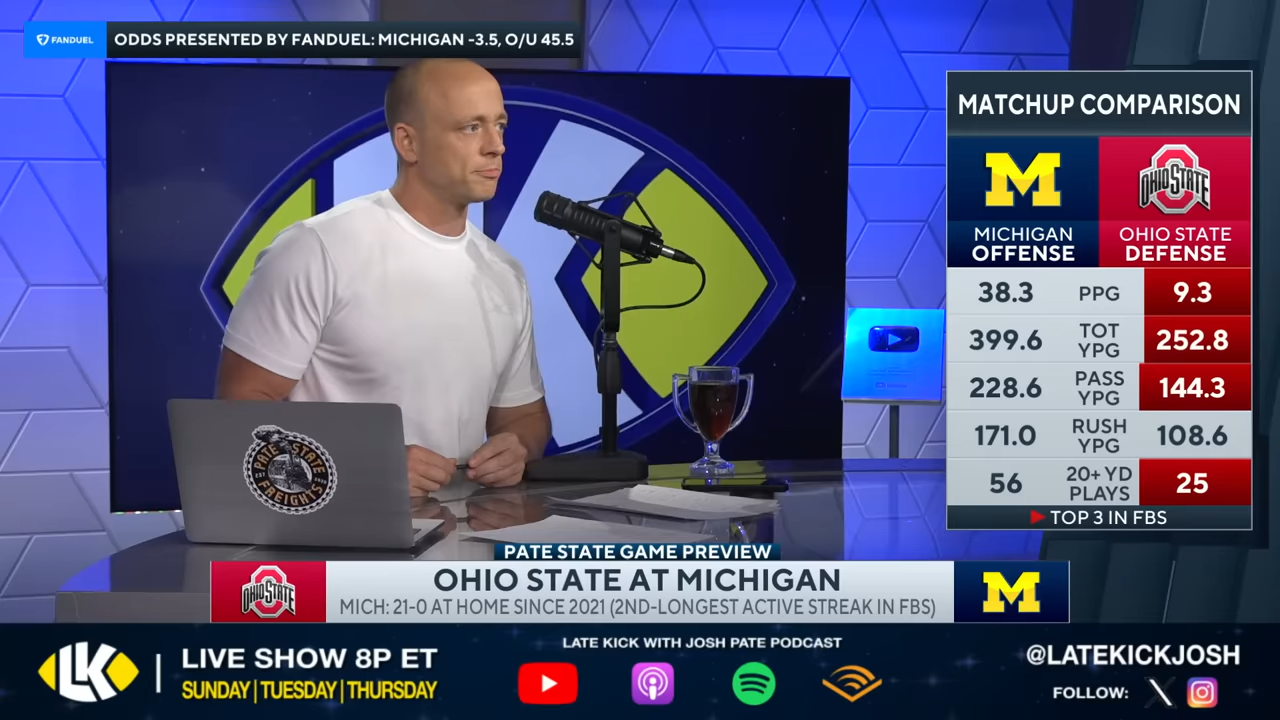 FANDUEL
ODDS PRESENTED BY FANDUEL: MICHIGAN -3.5, O/U 45.5
MATCHUP COMPARISON
M
OHIO STATE
MICHIGAN
OFFENSE
OHIO STATE
DEFENSE
38.3 PPG 9.3
399.6 TOT YPG 252.8
228.6 PASS YPG 144.3
171.0 RUSH YPG 108.6
56 20+ YD PLAYS 25
TOP 3 IN FBS
PATE STATE
FREIGHTS
PATE STATE GAME PREVIEW
OHIO STATE
OHIO STATE AT MICHIGAN
MICH: 21-0 AT HOME SINCE 2021 (2ND-LONGEST ACTIVE STREAK IN FBS)
M
LK
LIVE SHOW 8P ET
SUNDAY | TUESDAY | THURSDAY
LATE KICK WITH JOSH PATE PODCAST
@LATEKICKJOSH
FOLLOW: